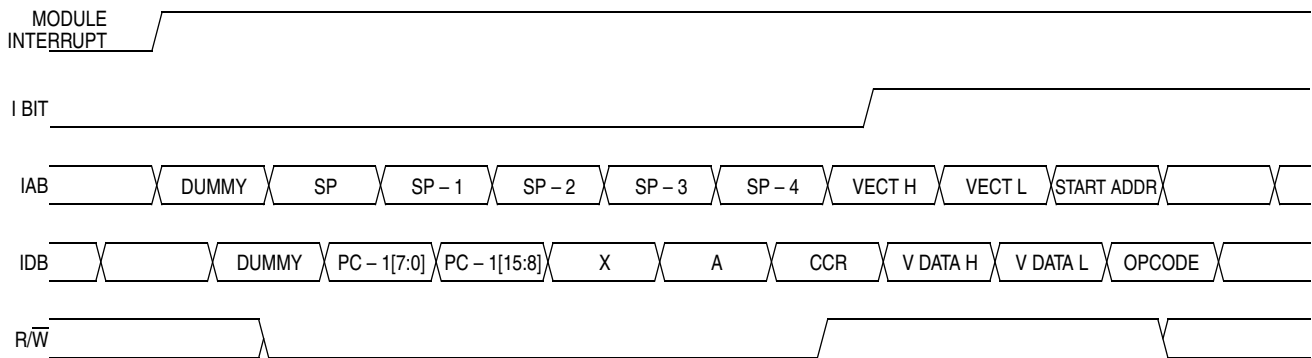 MODULE
INTERRUPT
I BIT
IAB DUMMY SP SP – 1 SP – 2 SP – 3 SP – 4 VECT H VECT L START ADDR
IDB DUMMY PC – 1[7:0] PC – 1[15:8] X A CCR V DATA H V DATA L OPCODE
R/W̅